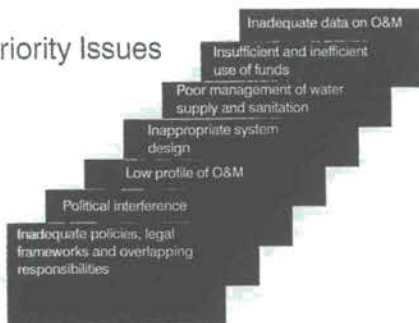 Inadequate data on O&M
riority Issues
Insufficient and inefficient
use of funds
Poor management of water
supply and sanitation
Inappropriate system
design
Low profile of O&M
Political interference
Inadequate policies, legal
frameworks and overlapping
responsibilities